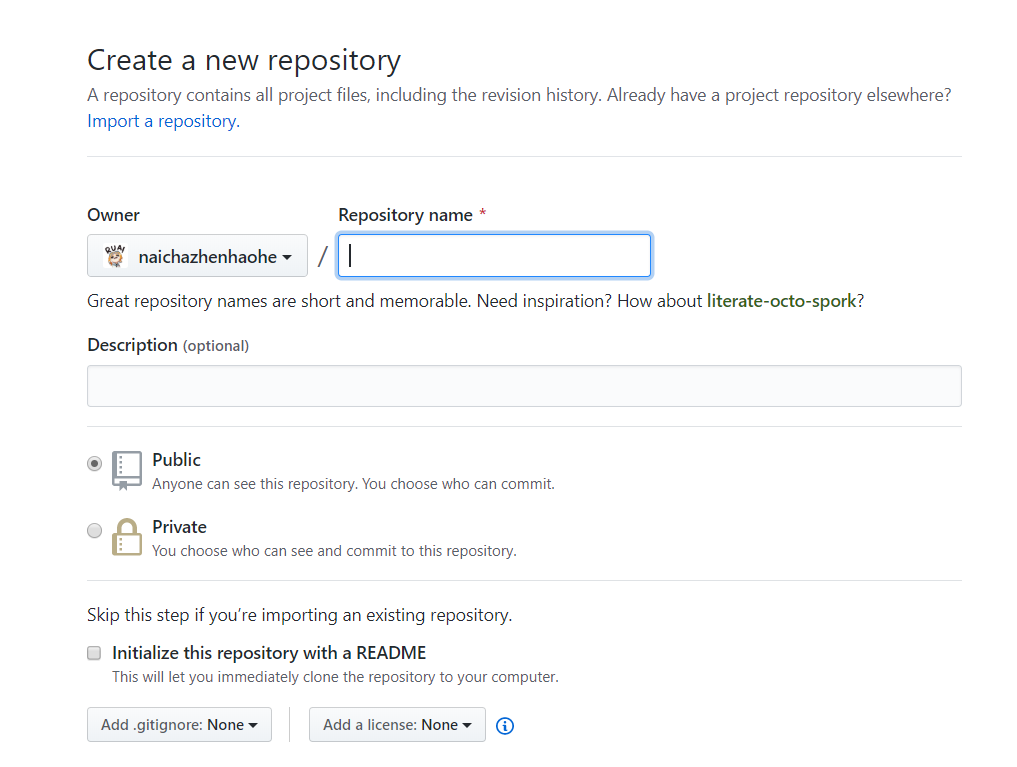 Create a new repository
A repository contains all project files, including the revision history. Already have a project repository elsewhere?
Import a repository.
Owner
Repository name *
RUA!
naichazhenhaohe
/
Great repository names are short and memorable. Need inspiration? How about literate-octo-spork?
Description (optional)
Public
Anyone can see this repository. You choose who can commit.
Private
You choose who can see and commit to this repository.
Skip this step if you’re importing an existing repository.
Initialize this repository with a README
This will let you immediately clone the repository to your computer.
Add .gitignore: None
Add a license: None